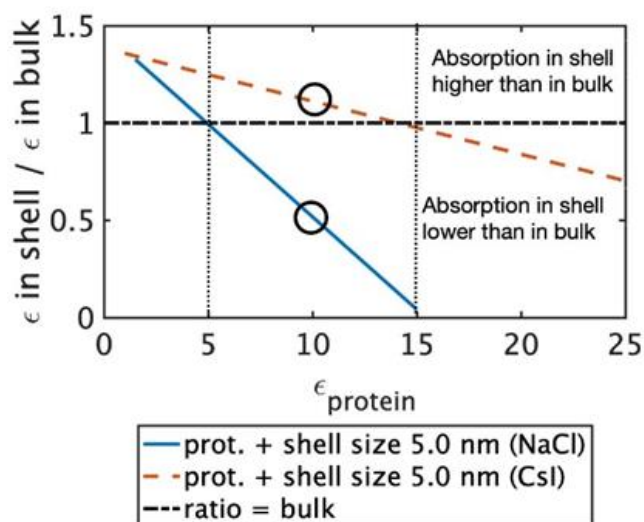 1.5
Absorption in shell
higher than in bulk
1
0.5
Absorption in shell
lower than in bulk
0
0 5 10 15 20 25
ϵ in shell / ϵ in bulk
ϵprotein
prot. + shell size 5.0 nm (NaCl)
prot. + shell size 5.0 nm (CsI)
ratio = bulk